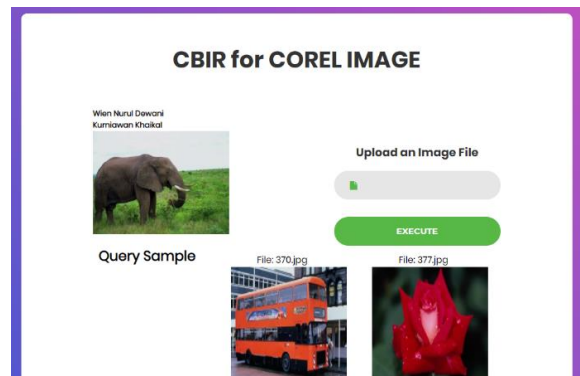 CBIR for COREL IMAGE
Wien Nurul Dewani
Kurniawan Khaikal
Upload an Image File
EXECUTE
Query Sample
File: 370.jpg
File: 377.jpg